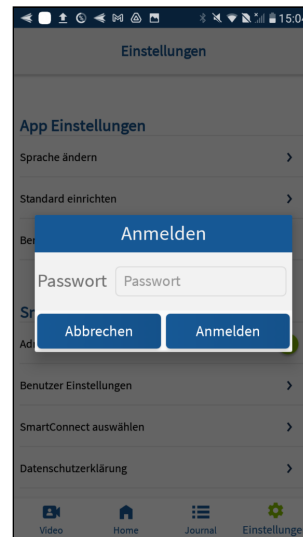 15:04
Einstellungen
App Einstellungen
Sprache ändern
Standard einrichten
Anmelden
Passwort Passwort
Abbrechen Anmelden
Benutzer Einstellungen
SmartConnect auswählen
Datenschutzerklärung
Video Home Journal Einstellunge